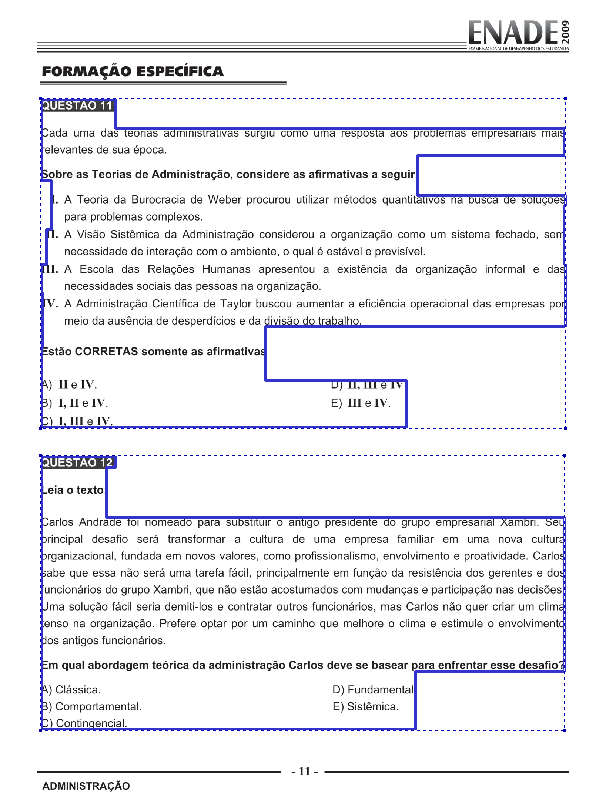 ENADE 2009
EXAME NACIONAL DE DESEMPENHO DOS ESTUDANTES
FORMAÇÃO ESPECÍFICA
QUESTÃO 11
Cada uma das teorias administrativas surgiu como uma resposta aos problemas empresariais mais
relevantes de sua época.
Sobre as Teorias de Administração, considere as afirmativas a seguir
I. A Teoria da Burocracia de Weber procurou utilizar métodos quantitativos na busca de soluções
para problemas complexos.
II. A Visão Sistêmica da Administração considerou a organização como um sistema fechado, sem
necessidade de interação com o ambiente, o qual é estável e previsível.
III. A Escola das Relações Humanas apresentou a existência da organização informal e das
necessidades sociais das pessoas na organização.
IV. A Administração Científica de Taylor buscou aumentar a eficiência operacional das empresas por
meio da ausência de desperdícios e da divisão do trabalho.
Estão CORRETAS somente as afirmativas
A) II e IV.
B) I, II e IV.
C) I, III e IV.
D) II, III e IV
E) III e IV.
QUESTÃO 12
Leia o texto
Carlos Andrade foi nomeado para substituir o antigo presidente do grupo empresarial Xambri. Seu
principal desafio será transformar a cultura de uma empresa familiar em uma nova cultura
organizacional, fundada em novos valores, como profissionalismo, envolvimento e proatividade. Carlos
sabe que essa não será uma tarefa fácil, principalmente em função da resistência dos gerentes e dos
funcionários do grupo Xambri, que não estão acostumados com mudanças e participação nas decisões.
Uma solução fácil seria demiti-los e contratar outros funcionários, mas Carlos não quer criar um clima
tenso na organização. Prefere optar por um caminho que melhore o clima e estimule o envolvimento
dos antigos funcionários.
Em qual abordagem teórica da administração Carlos deve se basear para enfrentar esse desafio?
A) Clássica.
B) Comportamental.
C) Contingencial.
D) Fundamental
E) Sistêmica.
- 11 -
ADMINISTRAÇÃO